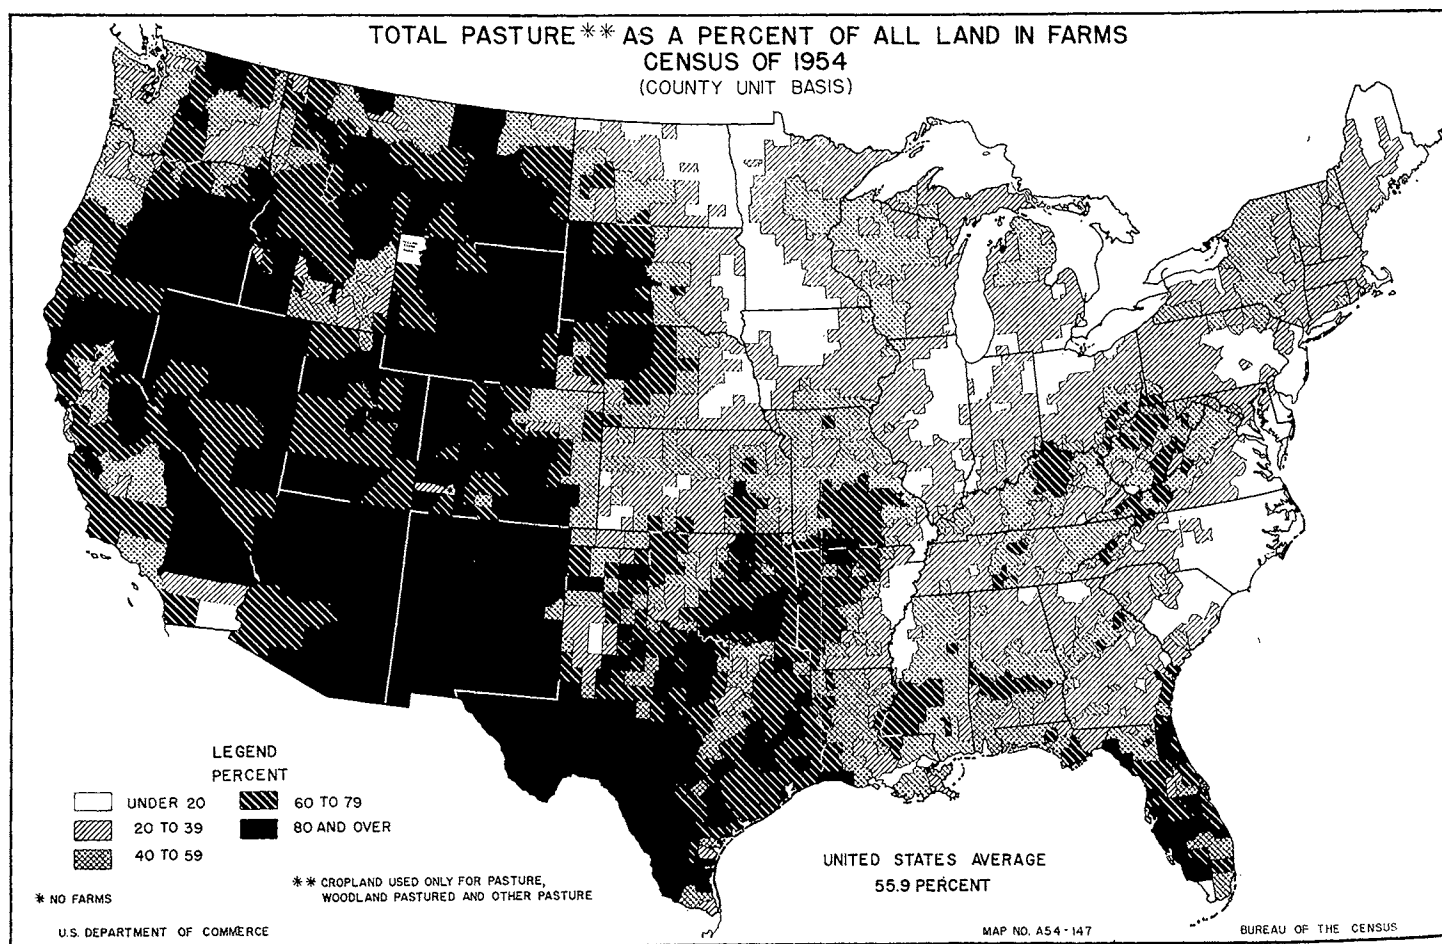 TOTAL PASTURE ** AS A PERCENT OF ALL LAND IN FARMS
CENSUS OF 1954
(COUNTY UNIT BASIS)
LEGEND
PERCENT
UNDER 20
20 TO 39
40 TO 59
60 TO 79
80 AND OVER
* NO FARMS
** CROPLAND USED ONLY FOR PASTURE,
WOODLAND PASTURED AND OTHER PASTURE
UNITED STATES AVERAGE
55.9 PERCENT
U.S. DEPARTMENT OF COMMERCE
MAP NO. A54-147
BUREAU OF THE CENSUS